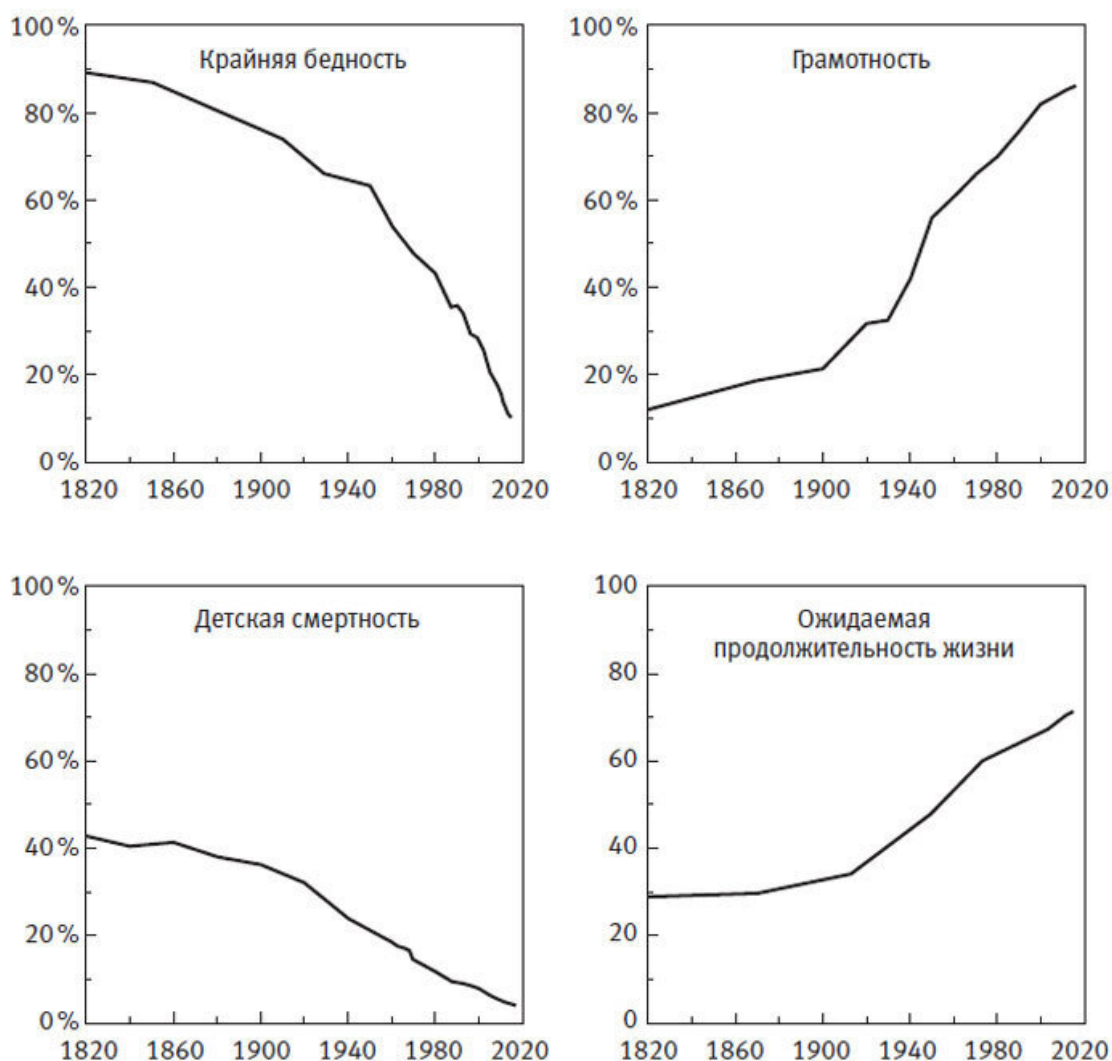 Крайняя бедность
100 %
80 %
60 %
40 %
20 %
0 %
1820 1860 1900 1940 1980 2020
Грамотность
100 %
80 %
60 %
40 %
20 %
0 %
1820 1860 1900 1940 1980 2020
Детская смертность
100 %
80 %
60 %
40 %
20 %
0 %
1820 1860 1900 1940 1980 2020
Ожидаемая
продолжительность жизни
100
80
60
40
20
0
1820 1860 1900 1940 1980 2020